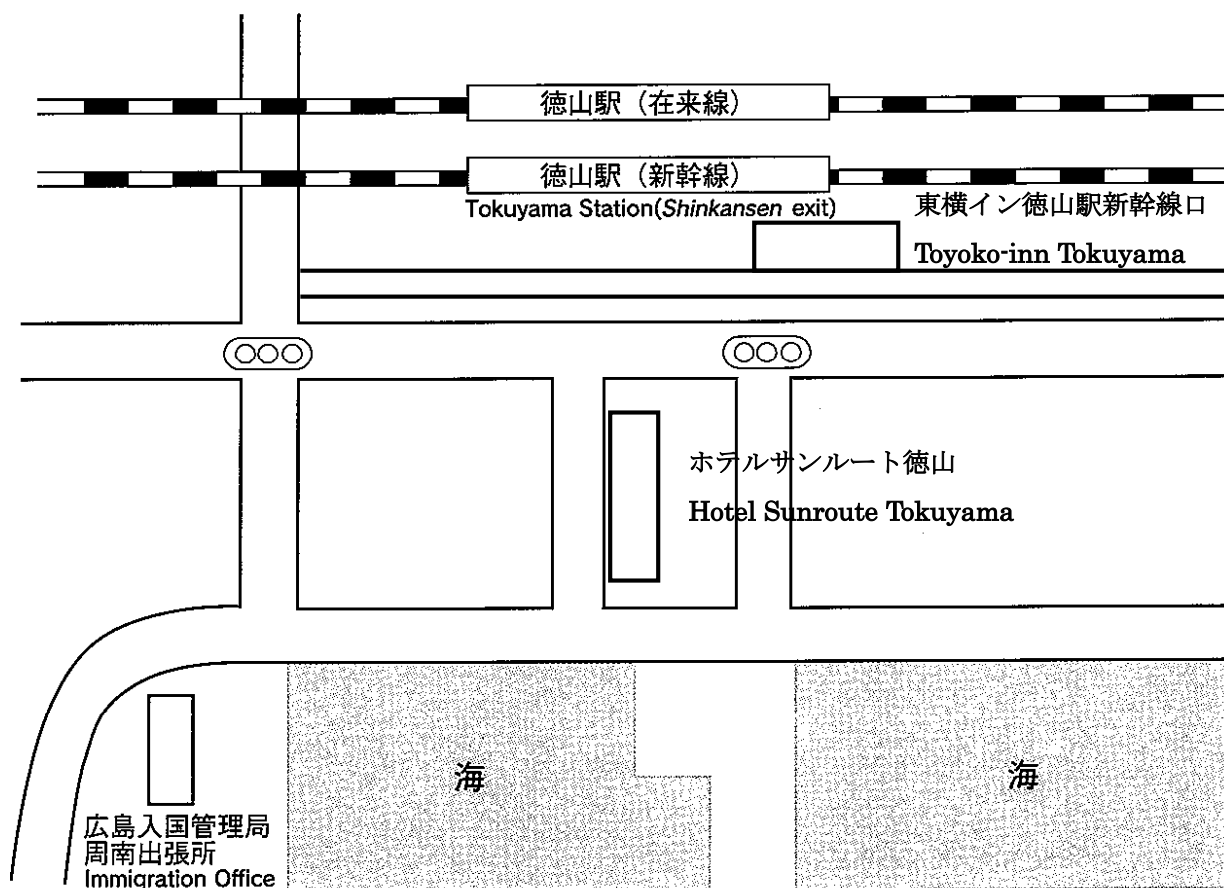 徳山駅（在来線）
徳山駅（新幹線）
Tokuyama Station(Shinkansen exit)
東横イン徳山駅新幹線口
Toyoko-inn Tokuyama
ホテルサンルート徳山
Hotel Sunroute Tokuyama
海
海
広島入国管理局
周南出張所
Immigration Office